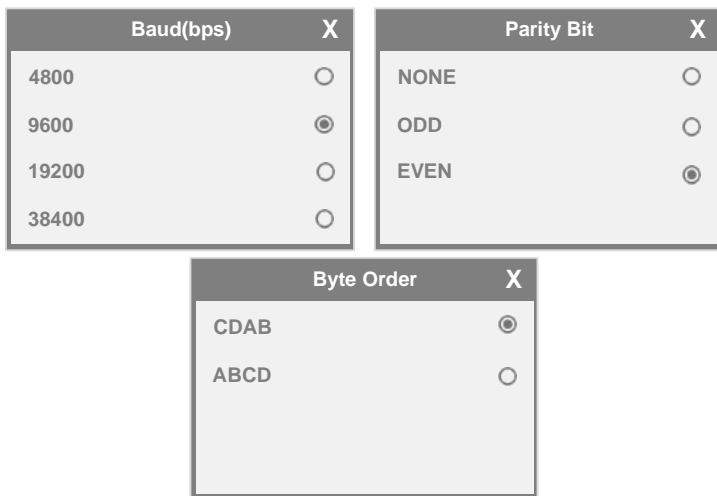 Baud(bps) X
4800
9600
19200
38400
Parity Bit X
NONE
ODD
EVEN
Byte Order X
CDAB
ABCD